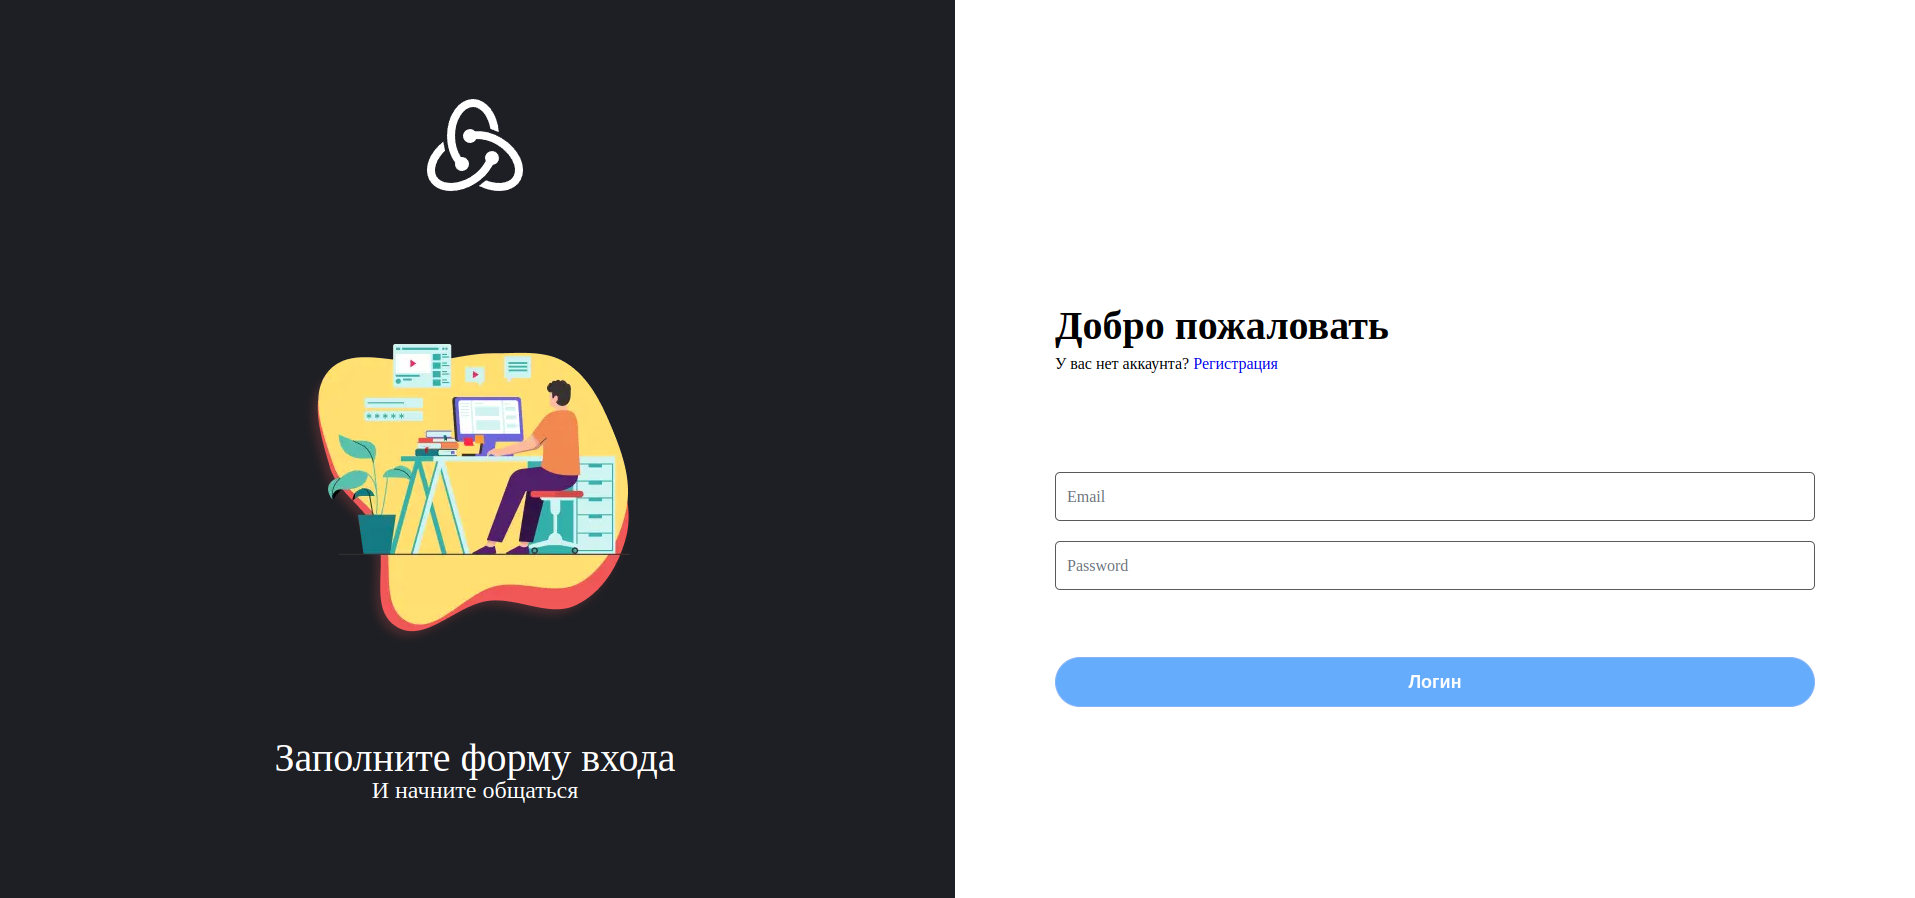 Заполните форму входа
И начните общаться
Добро пожаловать
У вас нет аккаунта? Регистрация
Email
Password
Логин